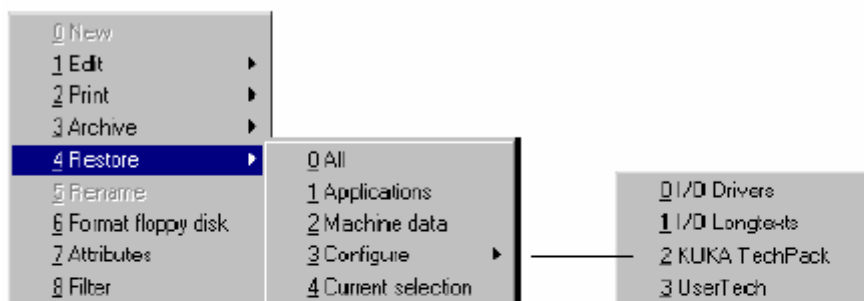 0 New
1 Edit
2 Print
3 Archive
4 Restore
5 Rename
6 Format floppy disk
7 Attributes
8 Filter
0 All
1 Applications
2 Machine data
3 Configure
4 Current selection
0 I/O Drivers
1 I/O Longtexts
2 KUKA TechPack
3 UserTech